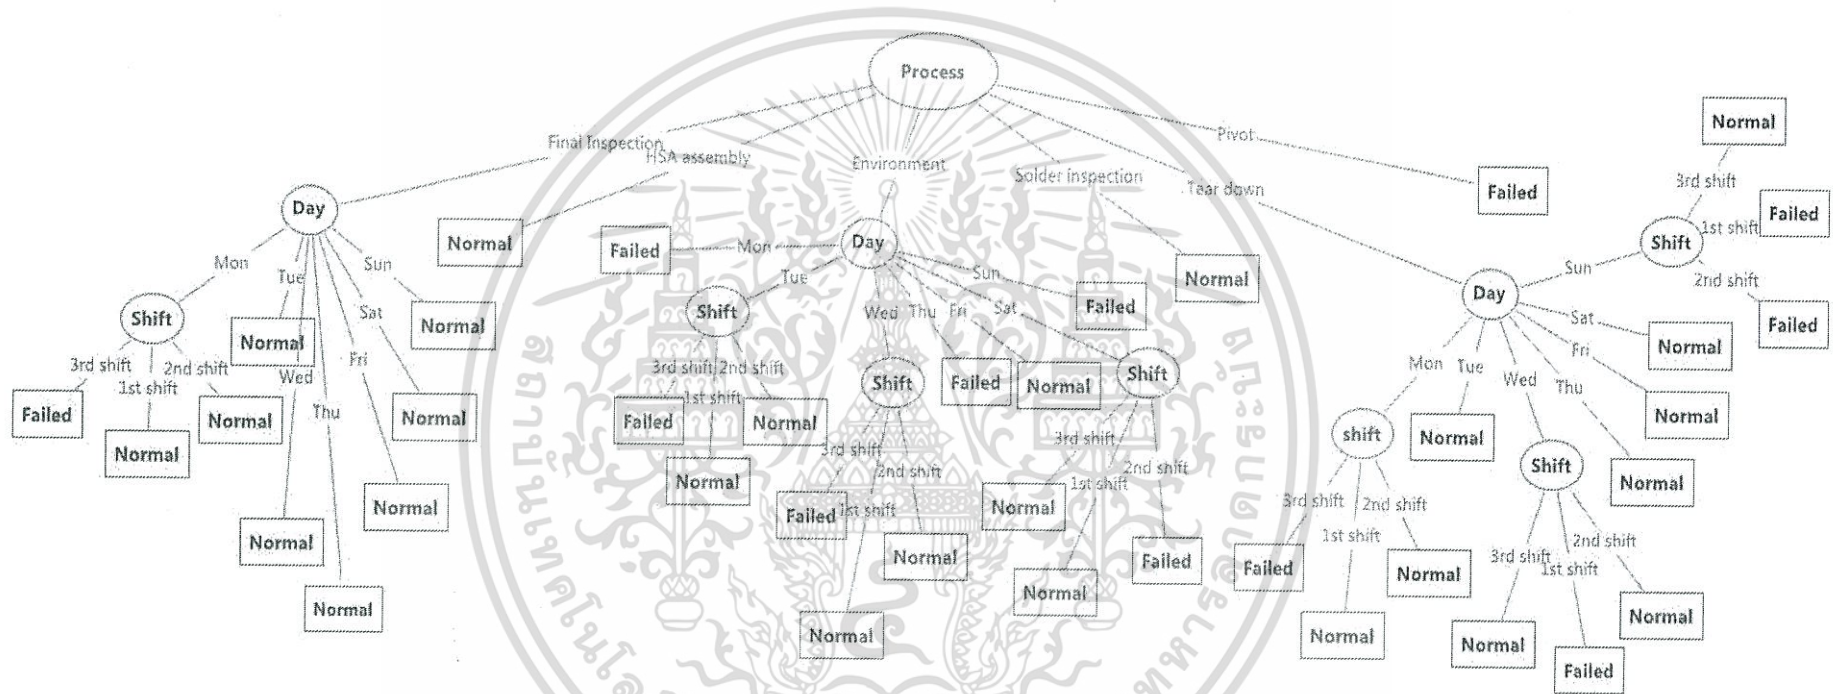 Process
Final Inspection
HSA assembly
Environment
Solder inspection
Taar down
Pivot
Day
Mon
Tue
Wed
Thu
Fri
Sat
Sun
Shift
3rd shift
1st shift
2nd shift
Failed
Normal
Normal
Normal
Normal
Normal
Normal
Normal
Normal
Normal
Day
Mon
Tue
Wed
Thu
Fri
Sat
Sun
Failed
Shift
3rd shift
1st shift
2nd shift
Failed
Normal
Normal
Shift
3rd shift
1st shift
2nd shift
Failed
Normal
Normal
Failed
Normal
Shift
3rd shift
1st shift
2nd shift
Normal
Normal
Failed
Failed
Normal
Day
Mon
Tue
Wed
Thu
Fri
Sat
Sun
shift
3rd shift
1st shift
2nd shift
Failed
Normal
Normal
Normal
Shift
3rd shift
1st shift
2nd shift
Normal
Failed
Normal
Normal
Normal
Normal
Shift
3rd shift
1st shift
2nd shift
Normal
Failed
Failed
Failed